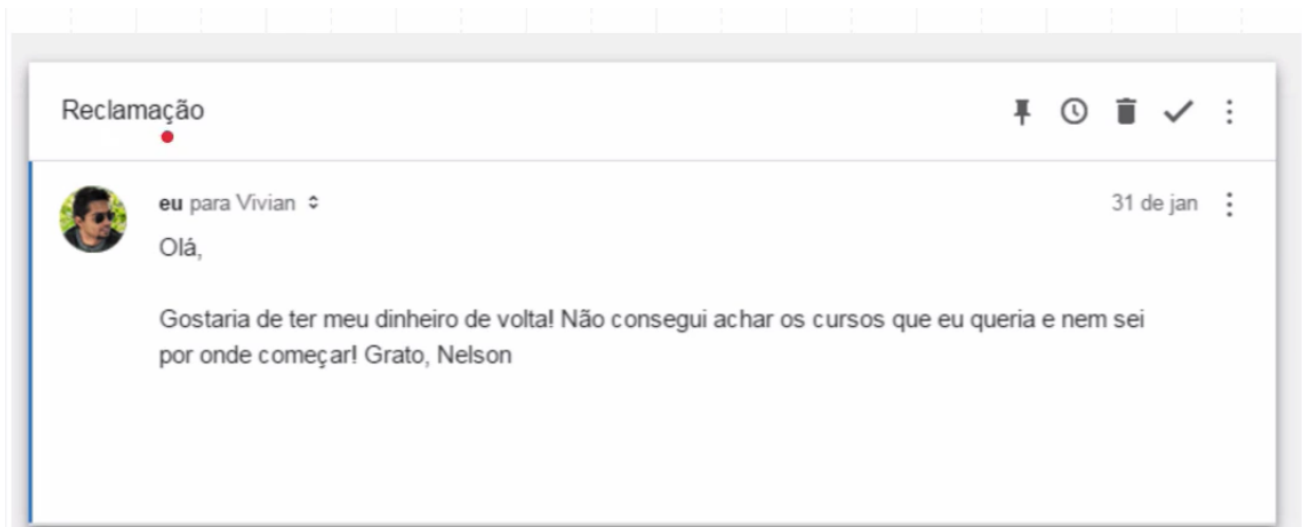 Reclamação
eu para Vivian
31 de jan
Olá,
Gostaria de ter meu dinheiro de volta! Não consegui achar os cursos que eu queria e nem sei
por onde começar! Grato, Nelson